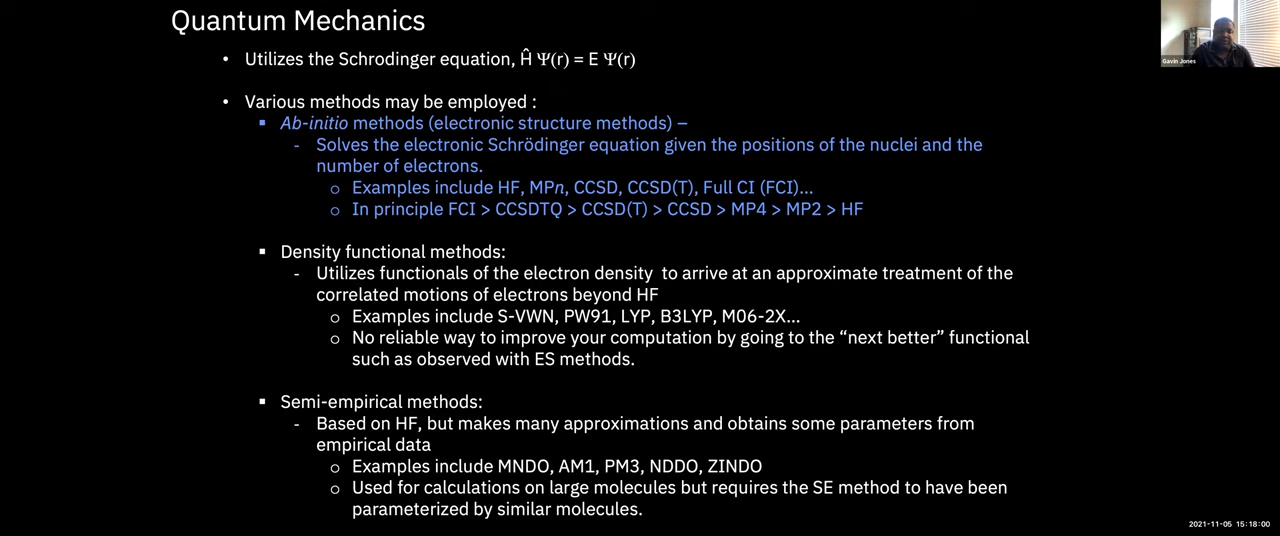 Quantum Mechanics
• Utilizes the Schrodinger equation, Ĥ Ψ(r) = E Ψ(r)
• Various methods may be employed :
▪ Ab-initio methods (electronic structure methods) –
- Solves the electronic Schrödinger equation given the positions of the nuclei and the
number of electrons.
o Examples include HF, MPn, CCSD, CCSD(T), Full CI (FCI)...
o In principle FCI > CCSDTQ > CCSD(T) > CCSD > MP4 > MP2 > HF
▪ Density functional methods:
- Utilizes functionals of the electron density to arrive at an approximate treatment of the
correlated motions of electrons beyond HF
o Examples include S-VWN, PW91, LYP, B3LYP, M06-2X...
o No reliable way to improve your computation by going to the “next better” functional
such as observed with ES methods.
▪ Semi-empirical methods:
- Based on HF, but makes many approximations and obtains some parameters from
empirical data
o Examples include MNDO, AM1, PM3, NDDO, ZINDO
o Used for calculations on large molecules but requires the SE method to have been
parameterized by similar molecules.
Gavin Jones
2021-11-05 15:18:00